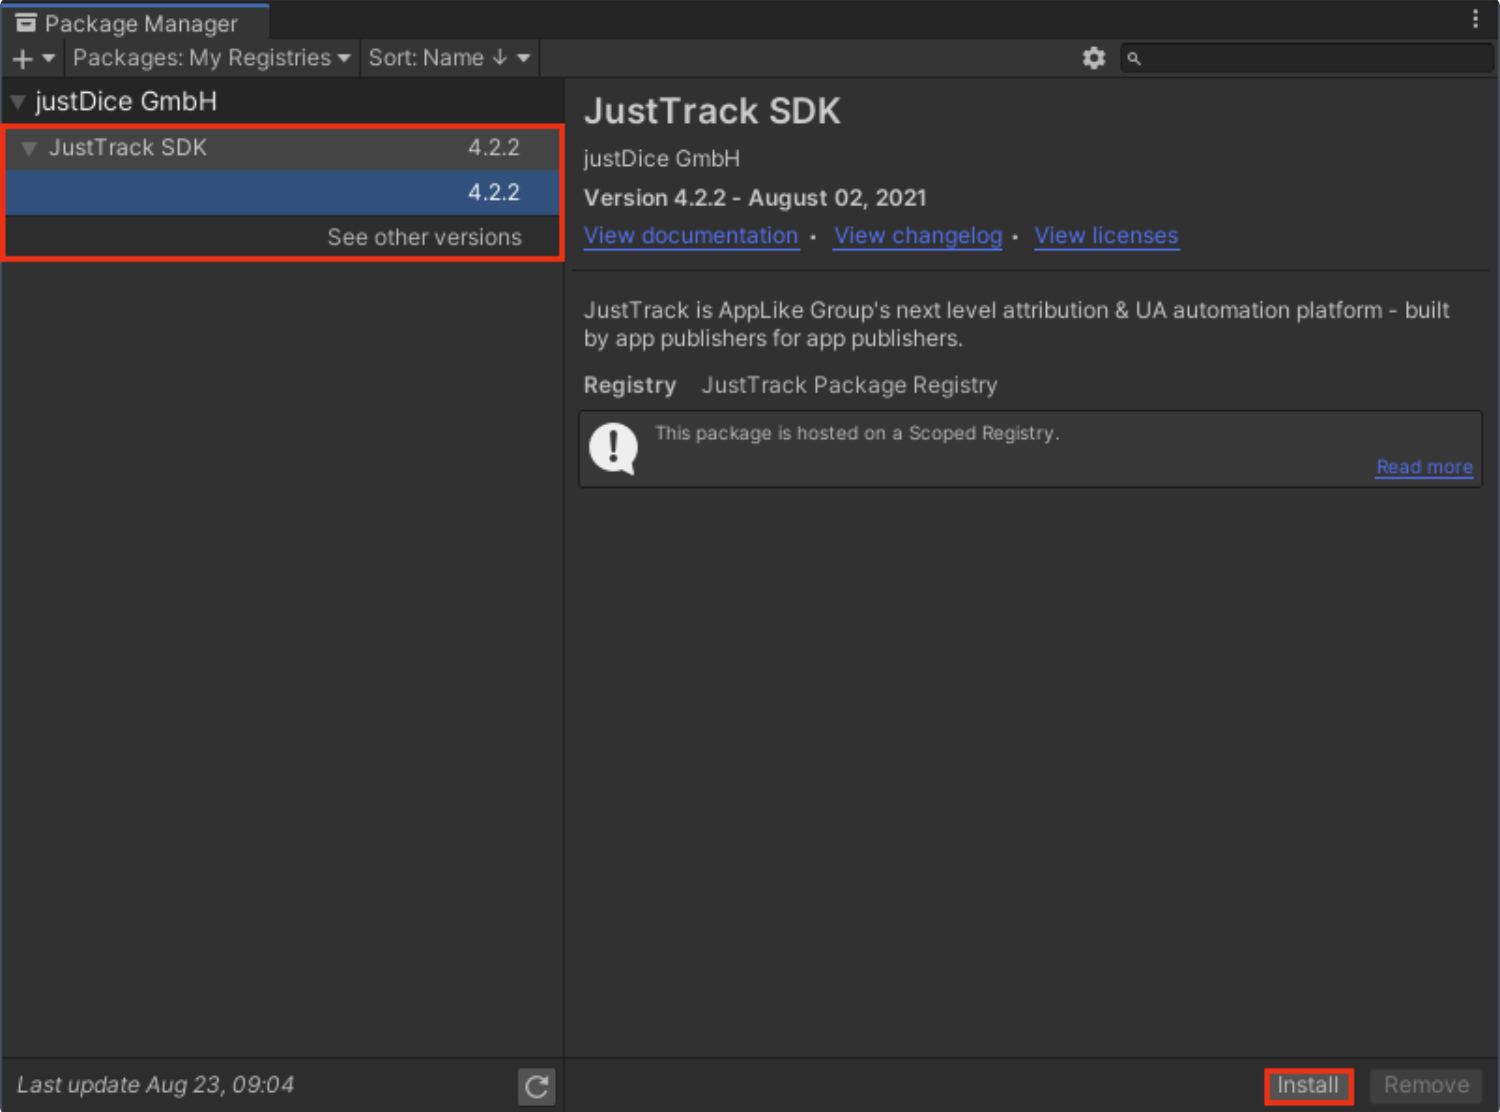 Package Manager
Packages: My Registries
Sort: Name ↓
justDice GmbH
JustTrack SDK 4.2.2
4.2.2
See other versions
JustTrack SDK
justDice GmbH
Version 4.2.2 - August 02, 2021
View documentation • View changelog • View licenses
JustTrack is AppLike Group's next level attribution & UA automation platform - built
by app publishers for app publishers.
Registry JustTrack Package Registry
This package is hosted on a Scoped Registry.
Read more
Last update Aug 23, 09:04
Install
Remove